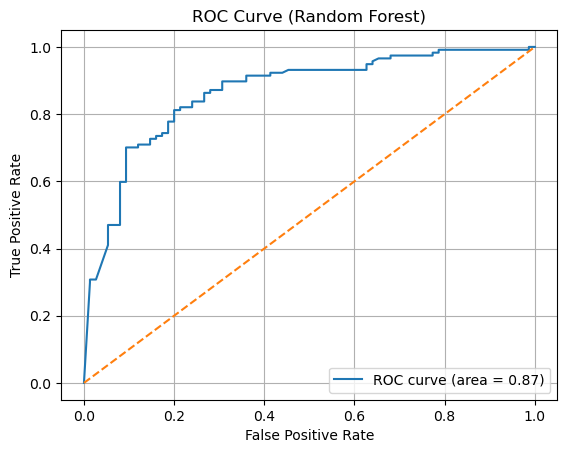 ROC Curve (Random Forest)
True Positive Rate
1.0
0.8
0.6
0.4
0.2
0.0
ROC curve (area = 0.87)
0.0 0.2 0.4 0.6 0.8 1.0
False Positive Rate